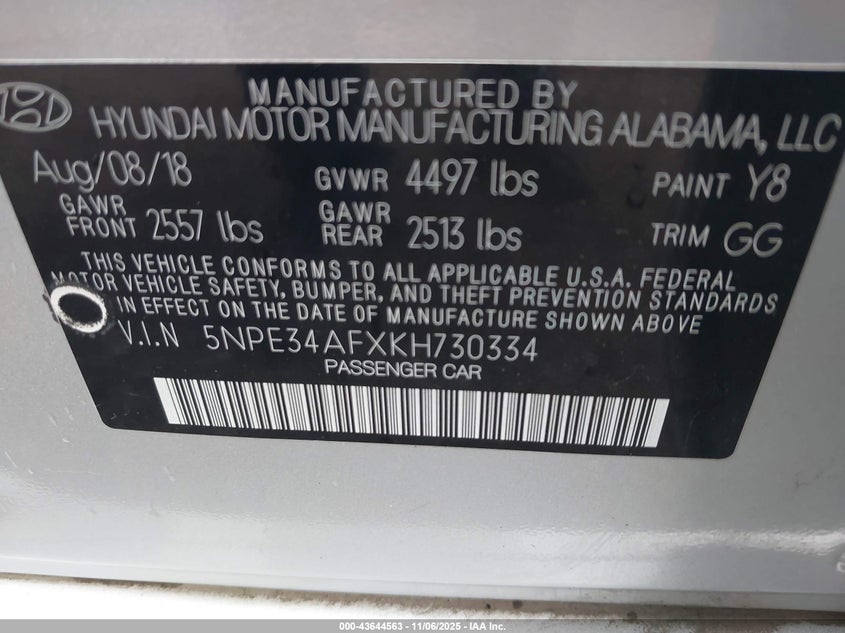 MANUFACTURED BY
HYUNDAI MOTOR MANUFACTURING ALABAMA, LLC
Aug/08/18 GVWR 4497 lbs PAINT Y8
GAWR FRONT 2557 lbs GAWR REAR 2513 lbs TRIM GG
THIS VEHICLE CONFORMS TO ALL APPLICABLE U.S.A. FEDERAL
MOTOR VEHICLE SAFETY, BUMPER, AND THEFT PREVENTION STANDARDS
IN EFFECT ON THE DATE OF MANUFACTURE SHOWN ABOVE
V.I.N 5NPE34AFXKH730334
PASSENGER CAR
000-43644563 - 11/06/2025 - IAA Inc.